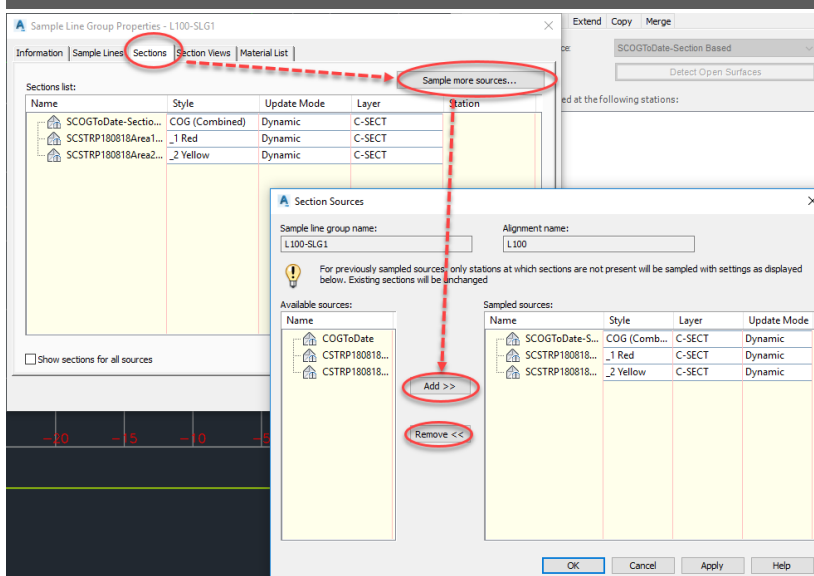 Sample Line Group Properties - L100-SLG1
Extend Copy Merge
Information Sample Lines Sections Section Views Material List
ce: SCOGToDate-Section Based
Sample more sources...
Detect Open Surfaces
Sections list:
ed at the following stations:
Name Style Update Mode Layer Station
SCOGToDate-Sectio... COG (Combined) Dynamic C-SECT
SCSTRP180818Area1... _1 Red Dynamic C-SECT
SCSTRP180818Area2... _2 Yellow Dynamic C-SECT
Section Sources
Sample line group name: Alignment name:
L100-SLG1 L100
For previously sampled sources, only stations at which sections are not present will be sampled with settings as displayed
below. Existing sections will be unchanged
Available sources: Sampled sources:
Name Name Style Layer Update Mode
COGToDate SCOGToDate-S... COG (Comb... C-SECT Dynamic
CSTRP180818... SCSTRP180818... _1 Red C-SECT Dynamic
CSTRP180818... SCSTRP180818... _2 Yellow C-SECT Dynamic
Show sections for all sources
Add >>
Remove <<
-20 -15 -10 -5
OK Cancel Apply Help